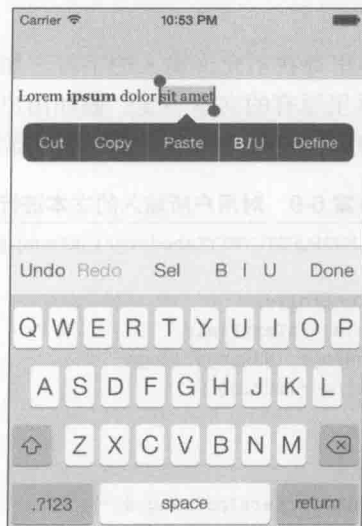 Carrier 10:53 PM
Lorem ipsum dolor sit amet
Cut Copy Paste B I U Define
Undo Redo Sel B I U Done
Q W E R T Y U I O P
A S D F G H J K L
Z X C V B N M
.?123 space return